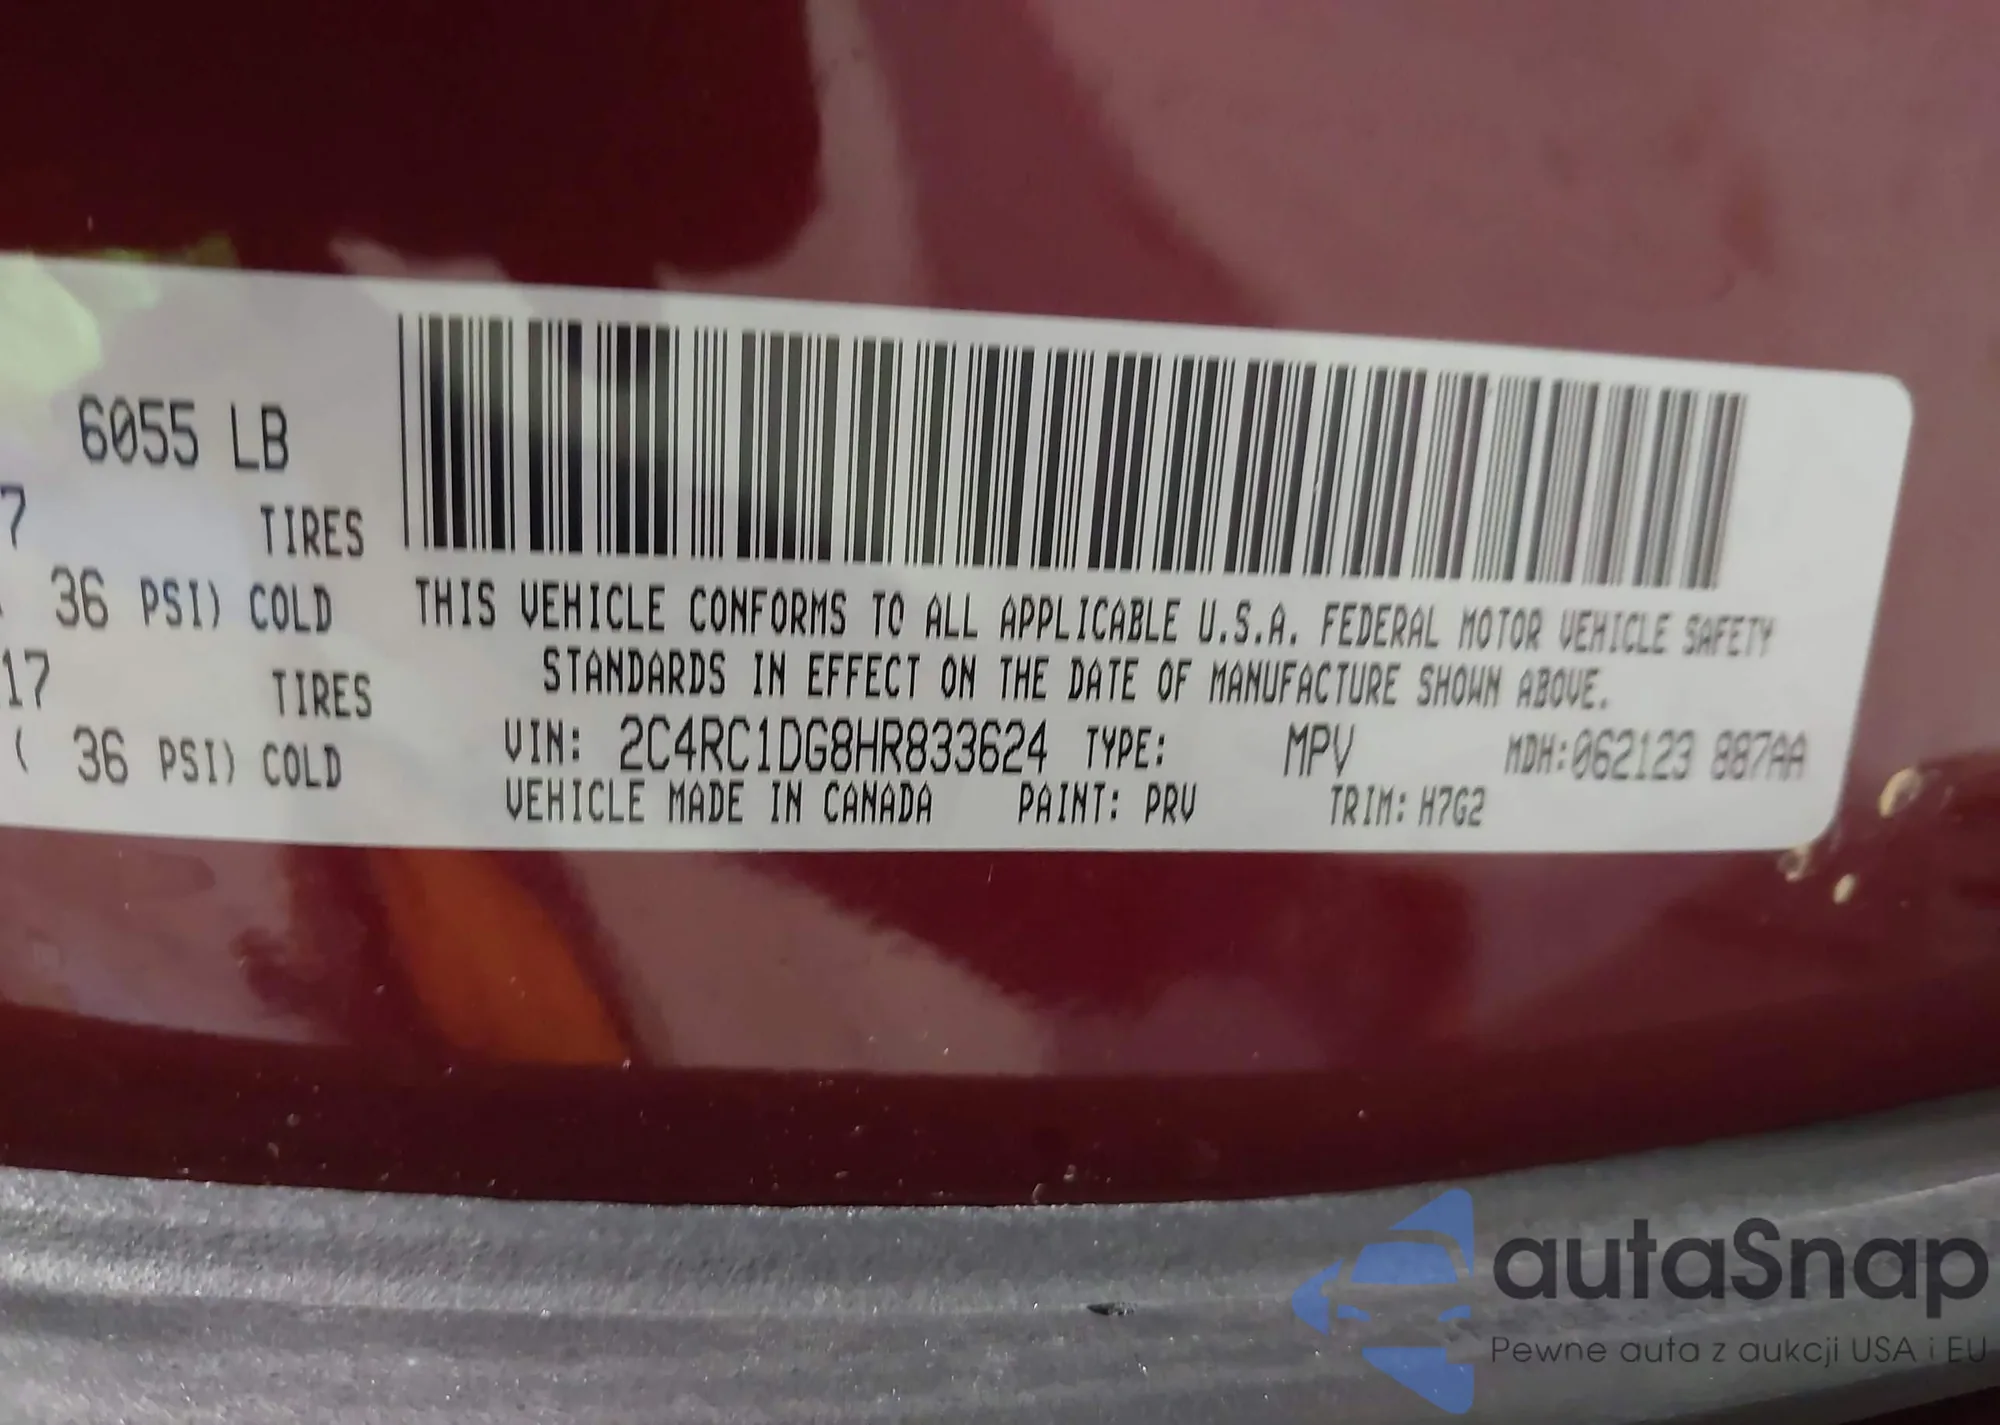 6055 LB
7 TIRES
36 PSI) COLD
17 TIRES
( 36 PSI) COLD
THIS VEHICLE CONFORMS TO ALL APPLICABLE U.S.A. FEDERAL MOTOR VEHICLE SAFETY
STANDARDS IN EFFECT ON THE DATE OF MANUFACTURE SHOWN ABOVE.
VIN: 2C4RC1DG8HR833624 TYPE: MPV MDH:062123 887AA
VEHICLE MADE IN CANADA PAINT: PRV TRIM: H7G2
autaSnap
Pewne auta z aukcji USA i EU